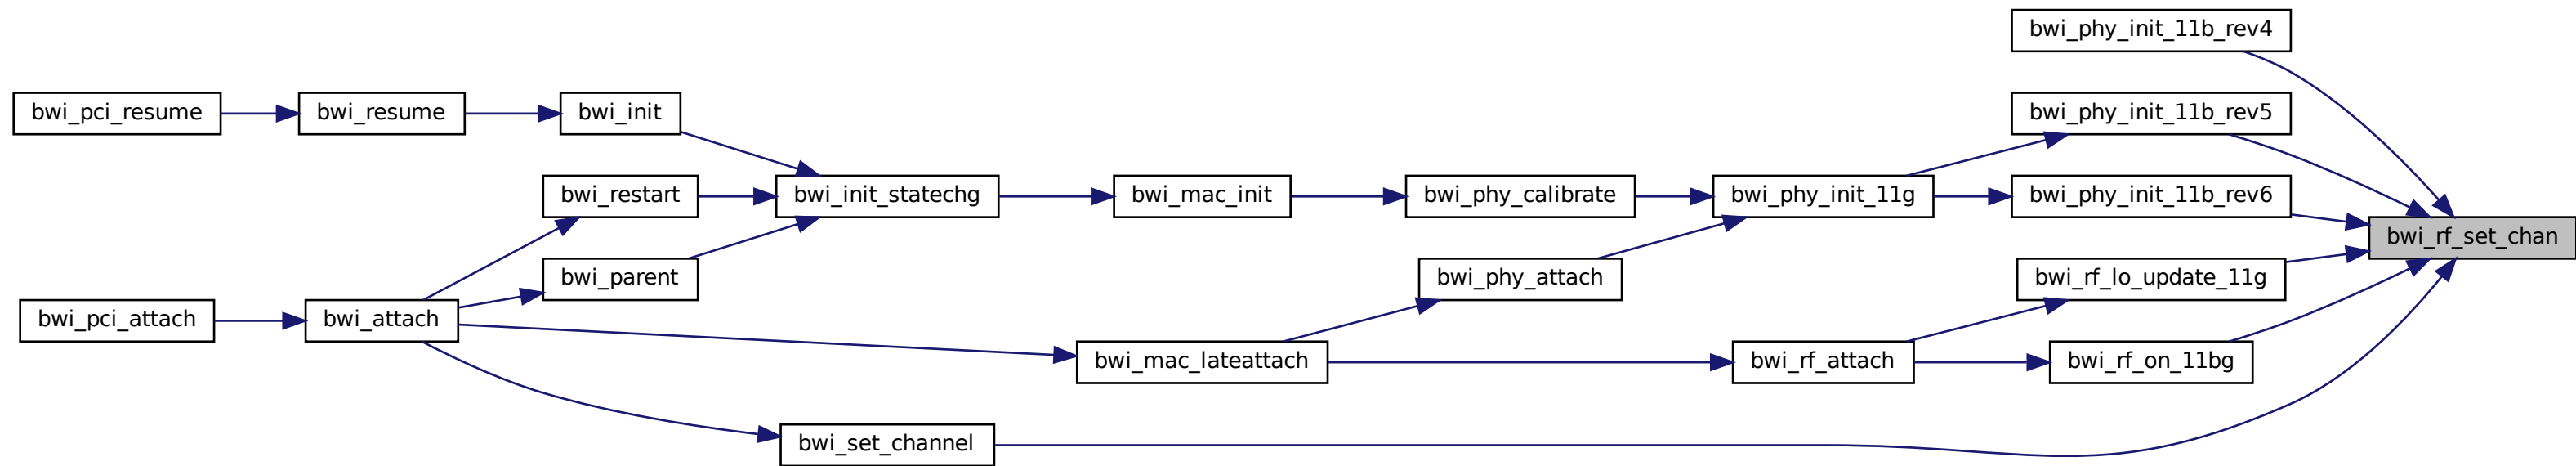 bwi_phy_init_11b_rev4
bwi_pci_resume
bwi_resume
bwi_init
bwi_phy_init_11b_rev5
bwi_restart
bwi_init_statechg
bwi_mac_init
bwi_phy_calibrate
bwi_phy_init_11g
bwi_phy_init_11b_rev6
bwi_rf_set_chan
bwi_parent
bwi_phy_attach
bwi_rf_lo_update_11g
bwi_pci_attach
bwi_attach
bwi_mac_lateattach
bwi_rf_attach
bwi_rf_on_11bg
bwi_set_channel